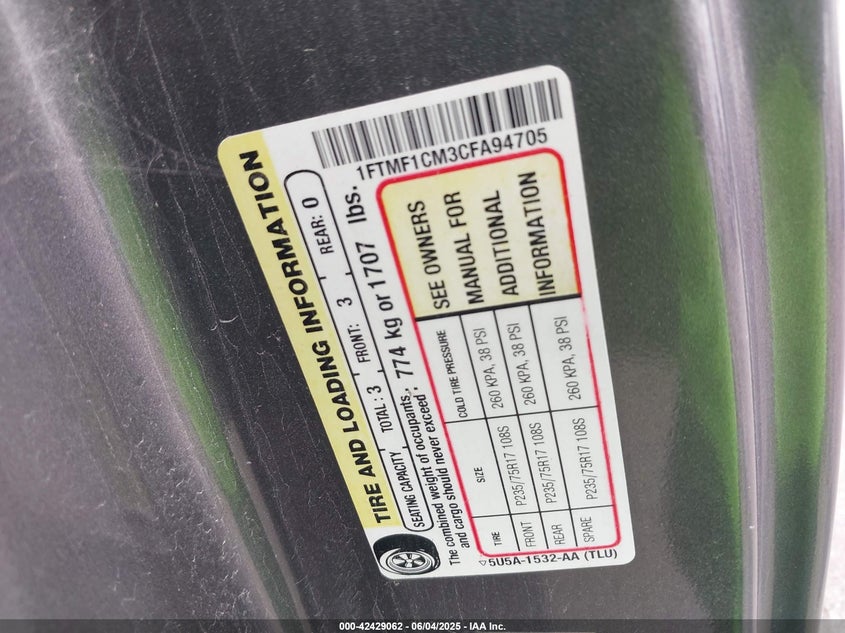 TIRE AND LOADING INFORMATION
SEATING CAPACITY TOTAL: 3 FRONT: 3 REAR: 0
The combined weight of occupants and cargo should never exceed: 774 kg or 1707 lbs.
1FTMF1CM3CFA94705
TIRE SIZE COLD TIRE PRESSURE
FRONT P235/75R17 108S 260 KPA, 38 PSI
REAR P235/75R17 108S 260 KPA, 38 PSI
SPARE P235/75R17 108S 260 KPA, 38 PSI
SEE OWNERS
MANUAL FOR
ADDITIONAL
INFORMATION
5U5A-1532-AA (TLU)
000-42429062 - 06/04/2025 - IAA Inc.